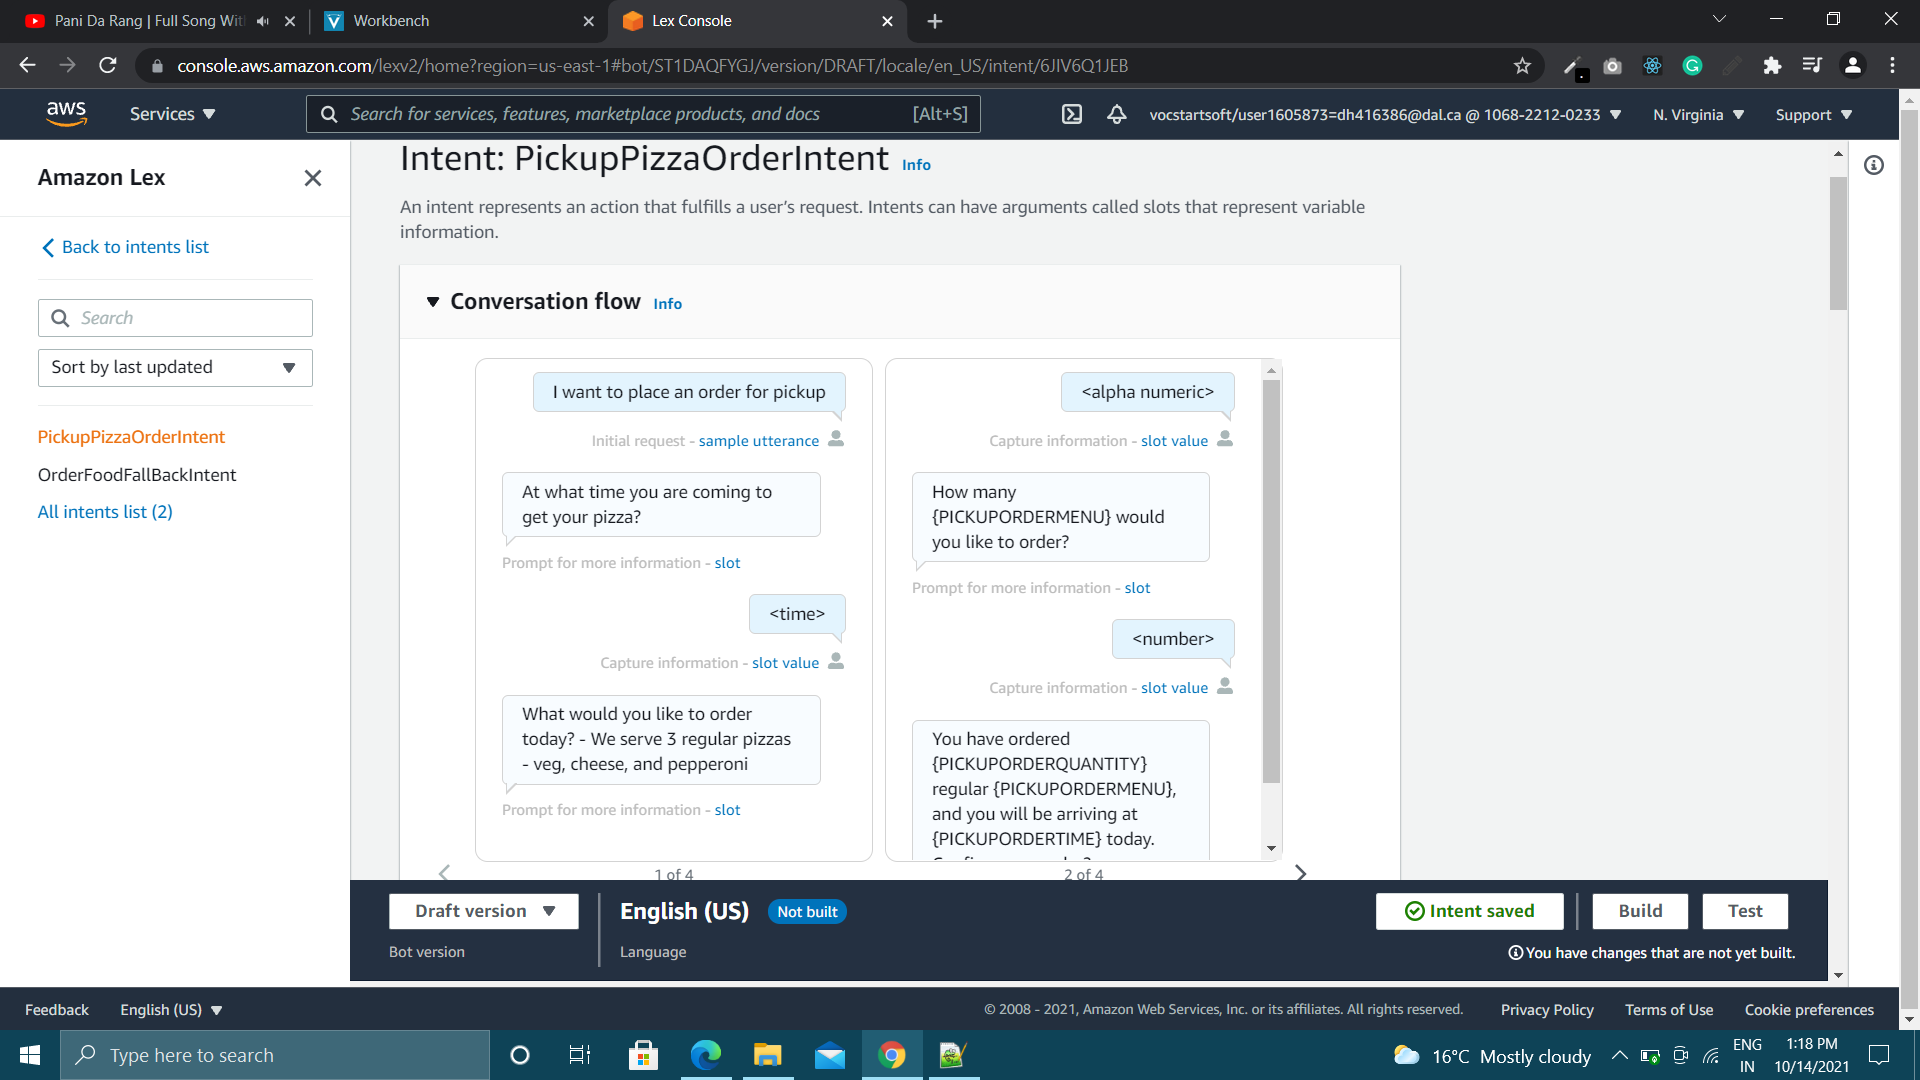 Pani Da Rang | Full Song Wit
Workbench
Lex Console
console.aws.amazon.com/lexv2/home?region=us-east-1#bot/ST1DAQFYGJ/version/DRAFT/locale/en_US/intent/6JIV6Q1JEB
aws
Services
Search for services, features, marketplace products, and docs
[Alt+S]
vocstartsoft/user1605873=dh416386@dal.ca @ 1068-2212-0233
N. Virginia
Support
Amazon Lex
Back to intents list
Search
Sort by last updated
PickupPizzaOrderIntent
OrderFoodFallBackIntent
All intents list (2)
Intent: PickupPizzaOrderIntent Info
An intent represents an action that fulfills a user's request. Intents can have arguments called slots that represent variable
information.
Conversation flow Info
I want to place an order for pickup
Initial request - sample utterance
At what time you are coming to
get your pizza?
Prompt for more information - slot
<time>
Capture information - slot value
What would you like to order
today? - We serve 3 regular pizzas
- veg, cheese, and pepperoni
Prompt for more information - slot
1 of 4
<alpha numeric>
Capture information - slot value
How many
{PICKUPORDERMENU} would
you like to order?
Prompt for more information - slot
<number>
Capture information - slot value
You have ordered
{PICKUPORDERQUANTITY}
regular {PICKUPORDERMENU},
and you will be arriving at
{PICKUPORDERTIME} today.
2 of 4
Draft version
Bot version
English (US) Not built
Language
Intent saved
Build
Test
You have changes that are not yet built.
Feedback
English (US)
© 2008 - 2021, Amazon Web Services, Inc. or its affiliates. All rights reserved.
Privacy Policy
Terms of Use
Cookie preferences
Type here to search
16°C Mostly cloudy
ENG
IN
1:18 PM
10/14/2021